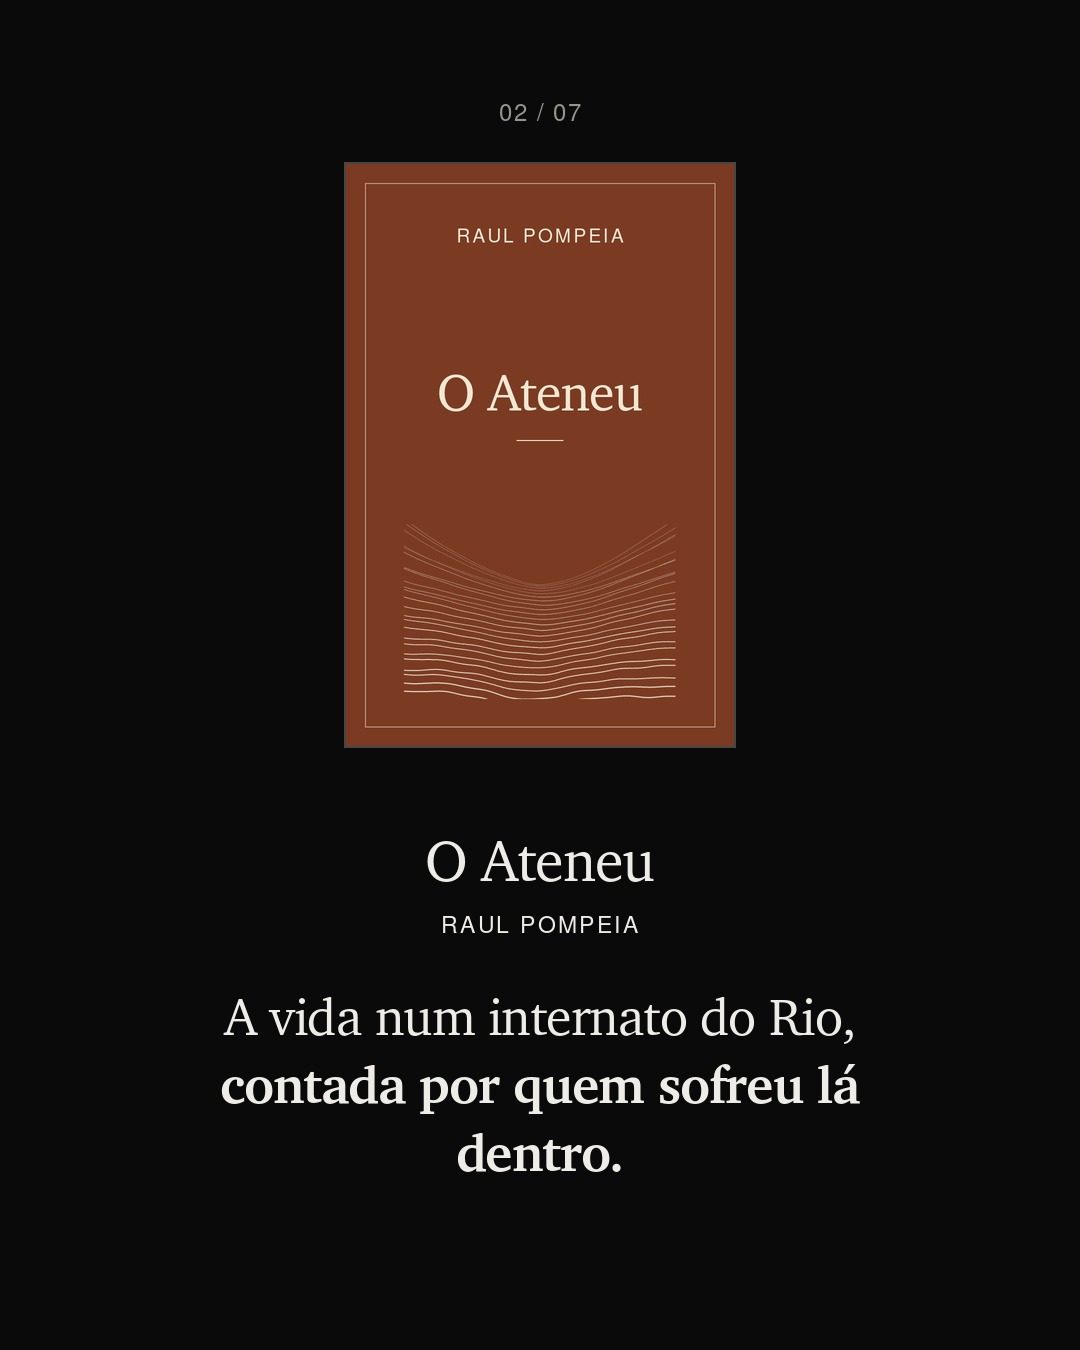 02 / 07
RAUL POMPEIA
O Ateneu
O Ateneu
RAUL POMPEIA
A vida num internato do Rio,
contada por quem sofreu lá
dentro.